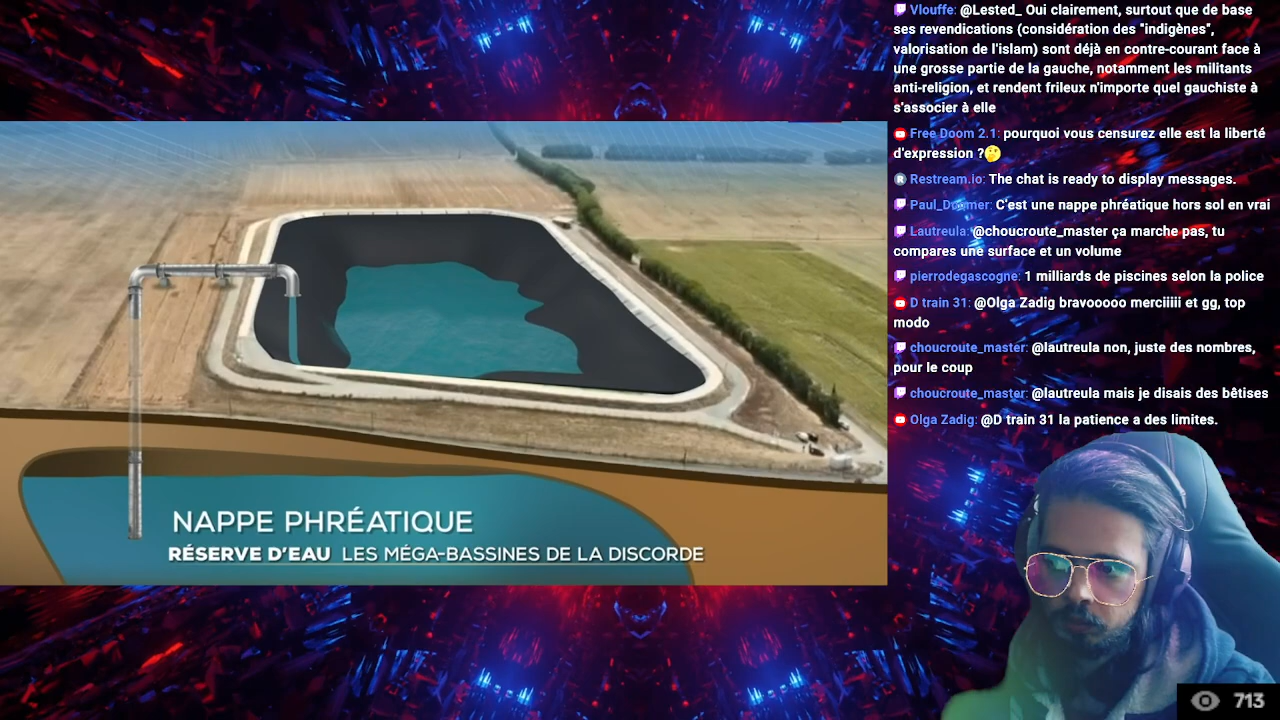 Vlouffe: @Lested_ Oui clairement, surtout que de base
ses revendications (considération des "indigènes",
valorisation de l'islam) sont déjà en contre-courant face à
une grosse partie de la gauche, notamment les militants
anti-religion, et rendent frileux n'importe quel gauchiste à
s'associer à elle
Free Doom 2.1: pourquoi vous censurez elle est la liberté
d'expression ?🤔
Restream.io: The chat is ready to display messages.
Paul_Doumer: C'est une nappe phréatique hors sol en vrai
Lautreula: @choucroute_master ça marche pas, tu
compares une surface et un volume
pierrodegascogne: 1 milliards de piscines selon la police
D train 31: @Olga Zadig bravooooo merciiiii et gg, top
modo
choucroute_master: @lautreula non, juste des nombres,
pour le coup
choucroute_master: @lautreula mais je disais des bêtises
Olga Zadig: @D train 31 la patience a des limites.
NAPPE PHRÉATIQUE
RÉSERVE D'EAU LES MÉGA-BASSINES DE LA DISCORDE
713